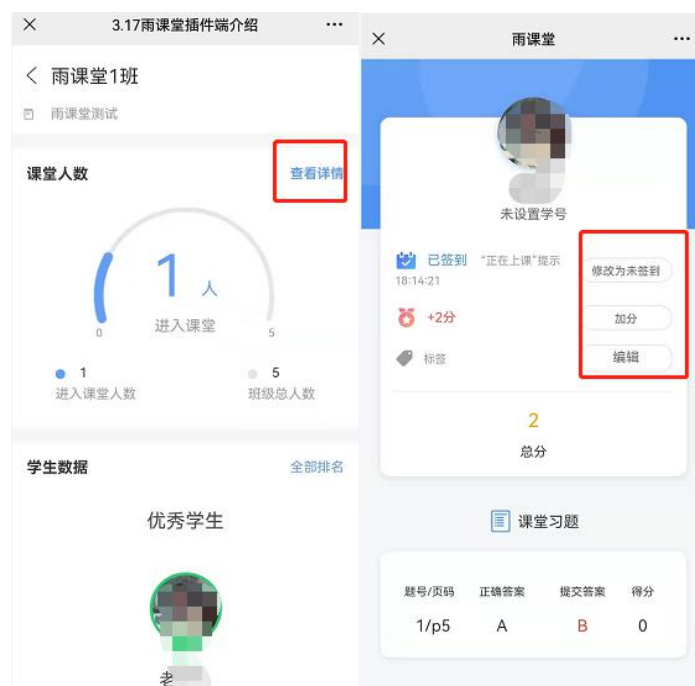 3.17雨课堂插件端介绍
雨课堂1班
雨课堂测试
课堂人数
查看详情
1人
进入课堂
0
5
1
进入课堂人数
5
班级总人数
学生数据
全部排名
优秀学生
老
雨课堂
未设置学号
已签到 “正在上课”提示
18:14:21
修改为未签到
+2分
加分
标签
编辑
2
总分
课堂习题
题号/页码 正确答案 提交答案 得分
1/p5 A B 0